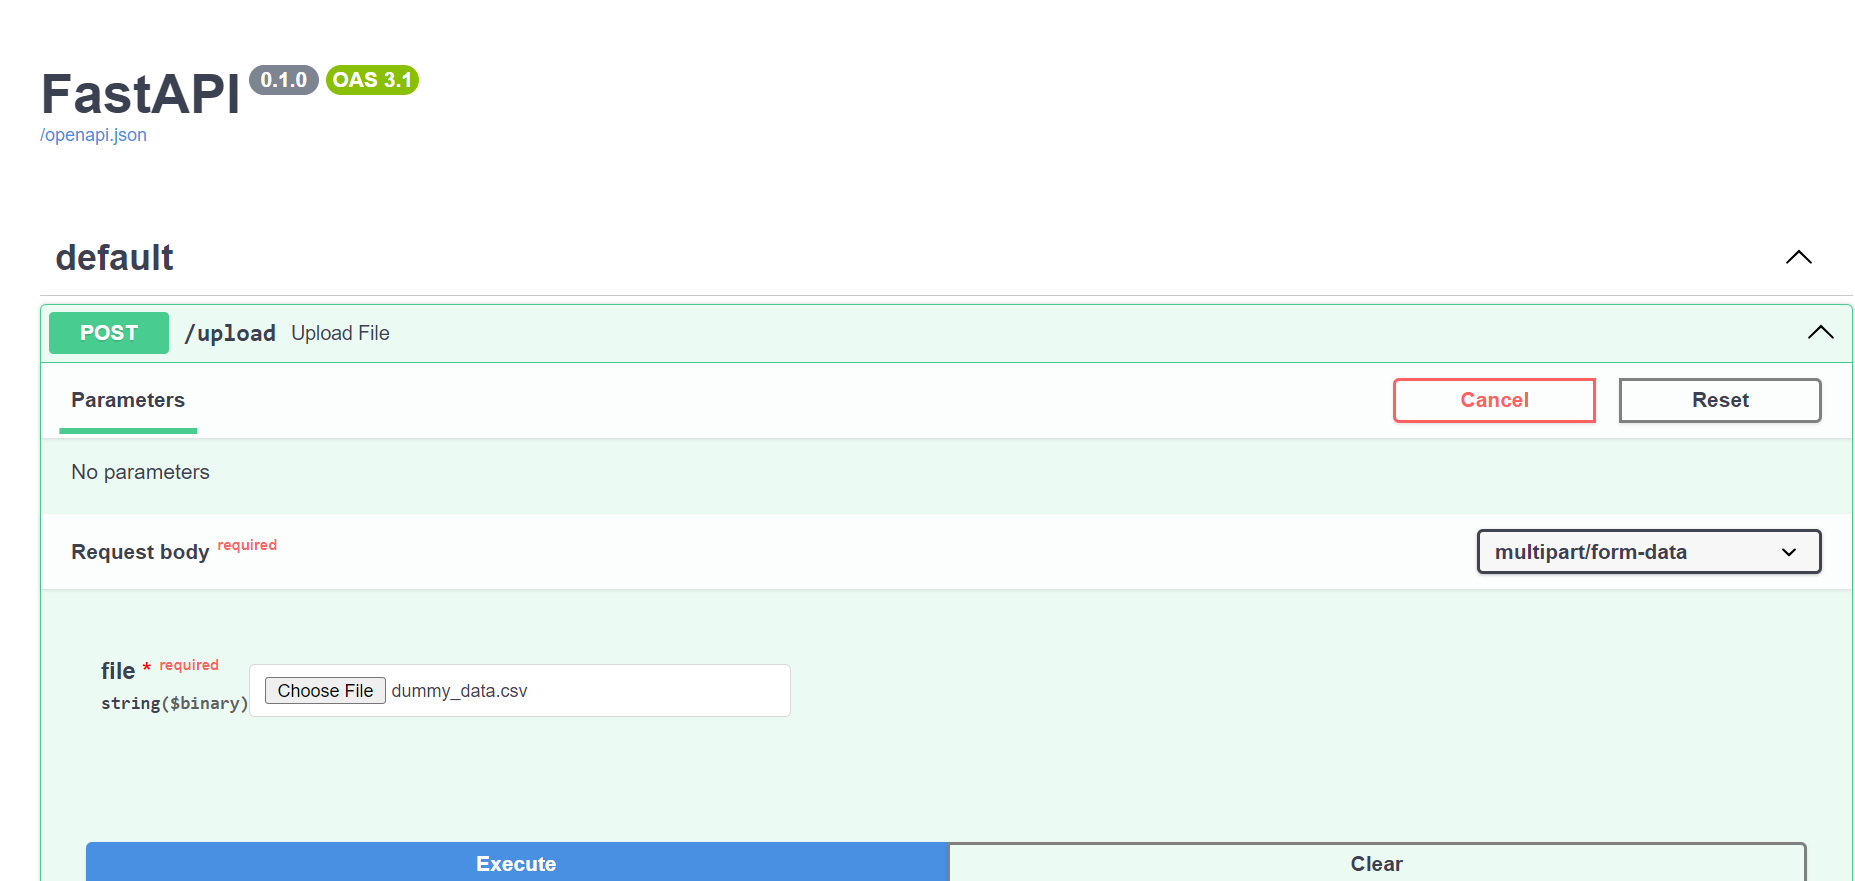 FastAPI 0.1.0 OAS 3.1
/openapi.json
default
POST /upload Upload File
Parameters Cancel Reset
No parameters
Request body required multipart/form-data
file * required
string($binary) Choose File dummy_data.csv
Execute Clear